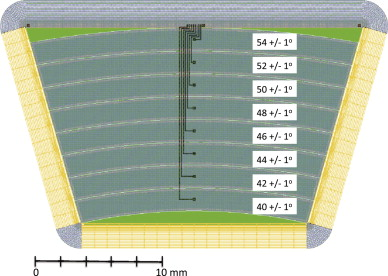 54 +/- 1º
52 +/- 1º
50 +/- 1º
48 +/- 1º
46 +/- 1º
44 +/- 1º
42 +/- 1º
40 +/- 1º
0
10 mm